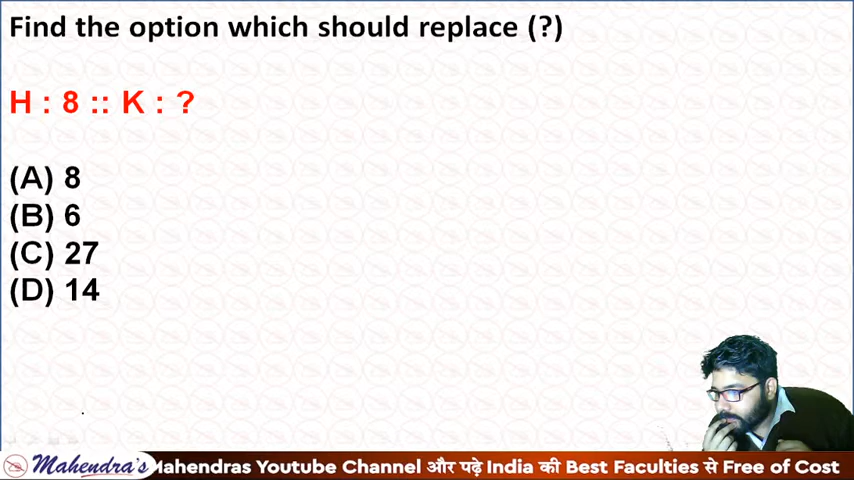 Find the option which should replace (?)
H : 8 :: K : ?
(A) 8
(B) 6
(C) 27
(D) 14
Mahendra's
Mahendras Youtube Channel और पढ़े India की Best Faculties से Free of Cost